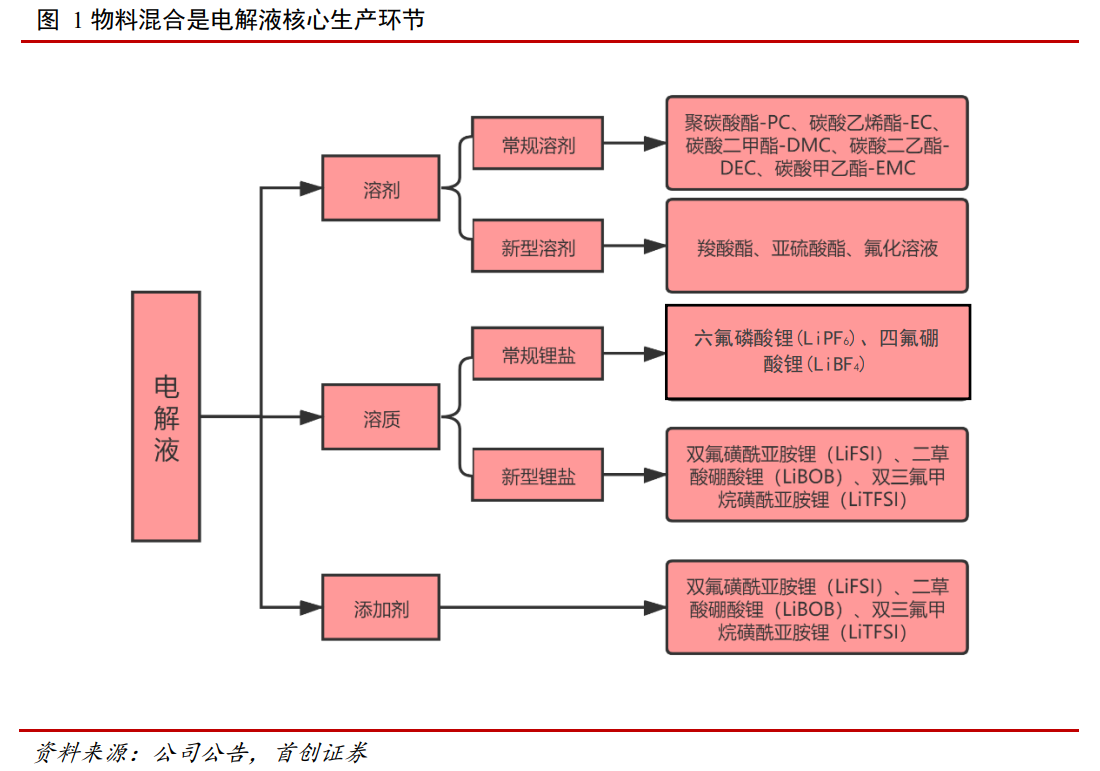 图 1 物料混合是电解液核心生产环节
电
解
液
溶剂
常规溶剂
聚碳酸酯-PC、碳酸乙烯酯-EC、
碳酸二甲酯-DMC、碳酸二乙酯-
DEC、碳酸甲乙酯-EMC
新型溶剂
羧酸酯、亚硫酸酯、氟化溶液
溶质
常规锂盐
六氟磷酸锂(LiPF₆)、四氟硼
酸锂(LiBF₄)
新型锂盐
双氟磺酰亚胺锂（LiFSI）、二草
酸硼酸锂（LiBOB）、双三氟甲
烷磺酰亚胺锂（LiTFSI）
添加剂
双氟磺酰亚胺锂（LiFSI）、二草
酸硼酸锂（LiBOB）、双三氟甲
烷磺酰亚胺锂（LiTFSI）
资料来源：公司公告，首创证券